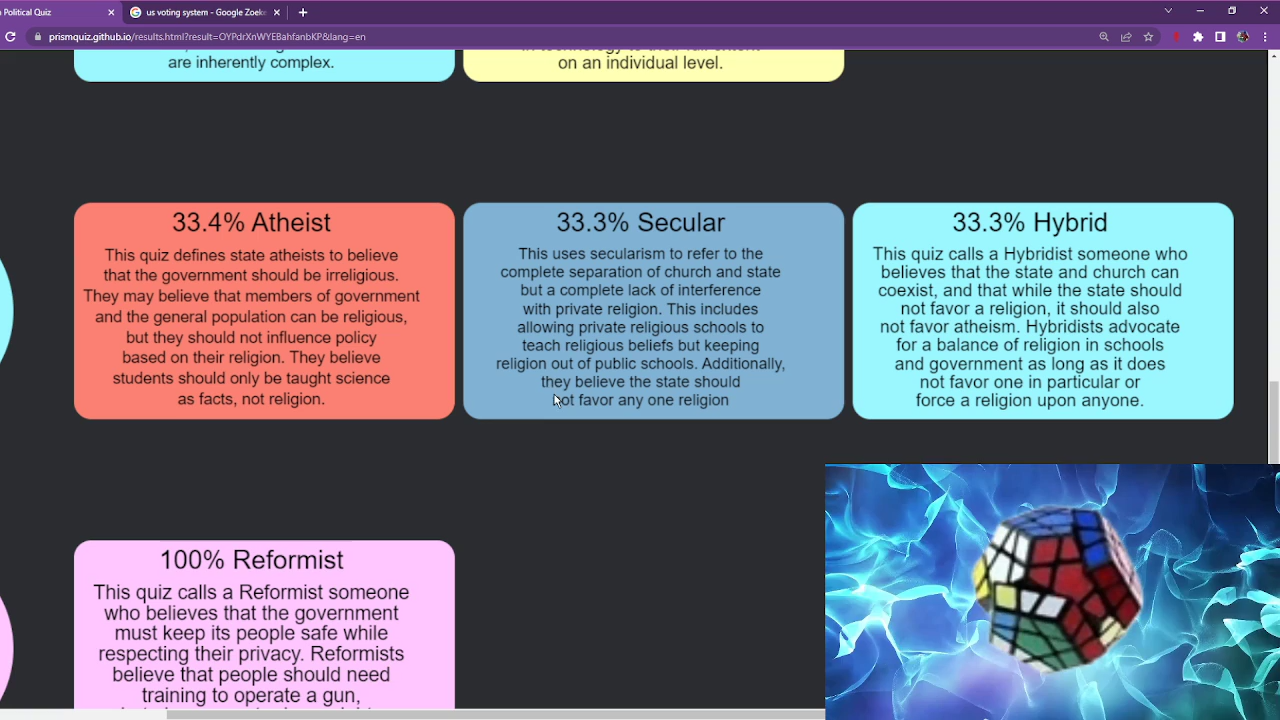 Political Quiz
us voting system - Google Zoek
prismquiz.github.io/results.html?result=OYPdrXnWYEBahfanbKP&lang=en
are inherently complex.
on an individual level.
33.4% Atheist
This quiz defines state atheists to believe
that the government should be irreligious.
They may believe that members of government
and the general population can be religious,
but they should not influence policy
based on their religion. They believe
students should only be taught science
as facts, not religion.
33.3% Secular
This uses secularism to refer to the
complete separation of church and state
but a complete lack of interference
with private religion. This includes
allowing private religious schools to
teach religious beliefs but keeping
religion out of public schools. Additionally,
they believe the state should
not favor any one religion
33.3% Hybrid
This quiz calls a Hybridist someone who
believes that the state and church can
coexist, and that while the state should
not favor a religion, it should also
not favor atheism. Hybridists advocate
for a balance of religion in schools
and government as long as it does
not favor one in particular or
force a religion upon anyone.
100% Reformist
This quiz calls a Reformist someone
who believes that the government
must keep its people safe while
respecting their privacy. Reformists
believe that people should need
training to operate a gun,